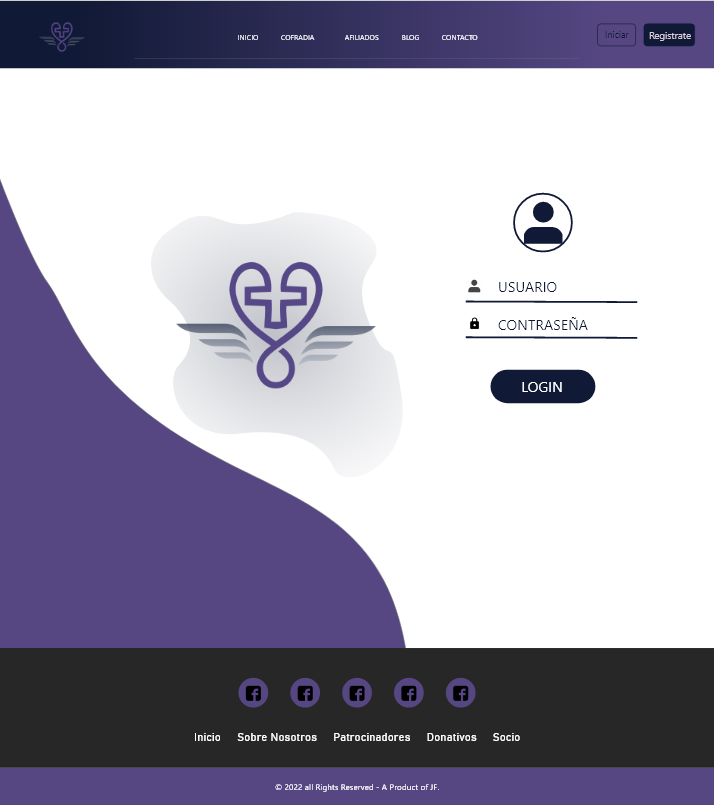 INICIO COFRADIA AFILIADOS BLOG CONTACTO Iniciar Registrate
USUARIO
CONTRASEÑA
LOGIN
Inicio Sobre Nosotros Patrocinadores Donativos Socio
© 2022 all Rights Reserved - A Product of JF.